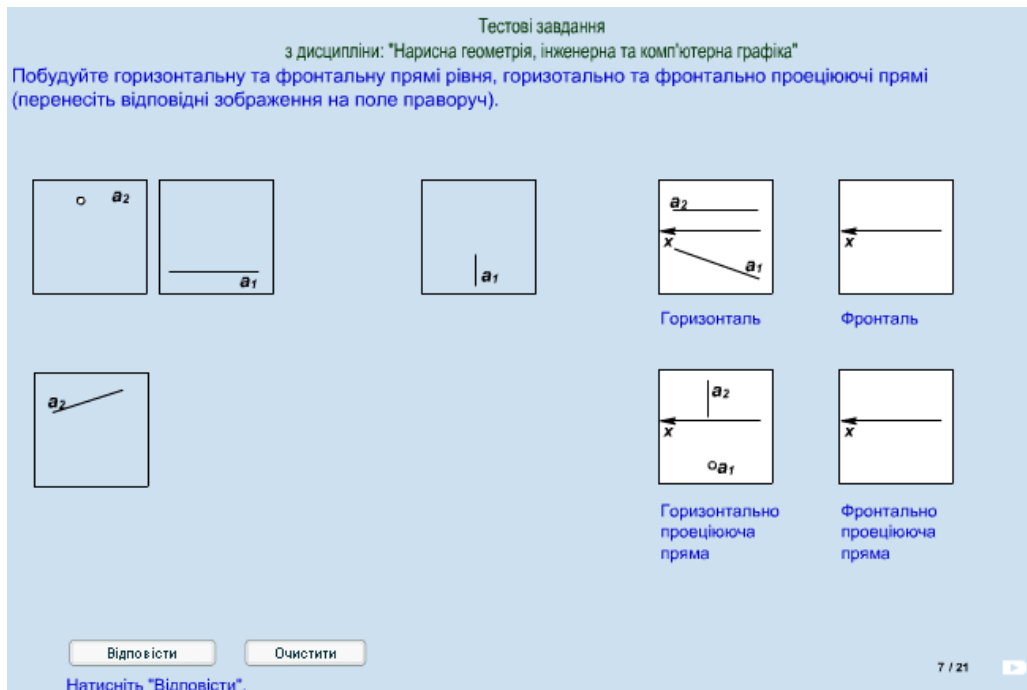 Тестові завдання
з дисципліни: "Нарисна геометрія, інженерна та комп'ютерна графіка"
Побудуйте горизонтальну та фронтальну прямі рівня, горизотально та фронтально проеціюючі прямі
(перенесіть відповідні зображення на поле праворуч).
a2
a1
a1
a2
x
a1
x
Горизонталь
Фронталь
a2
a2
x
a1
x
Горизонтально
проеціююча
пряма
Фронтально
проеціююча
пряма
Відповісти
Очистити
7 / 21
Натисніть "Відповісти".